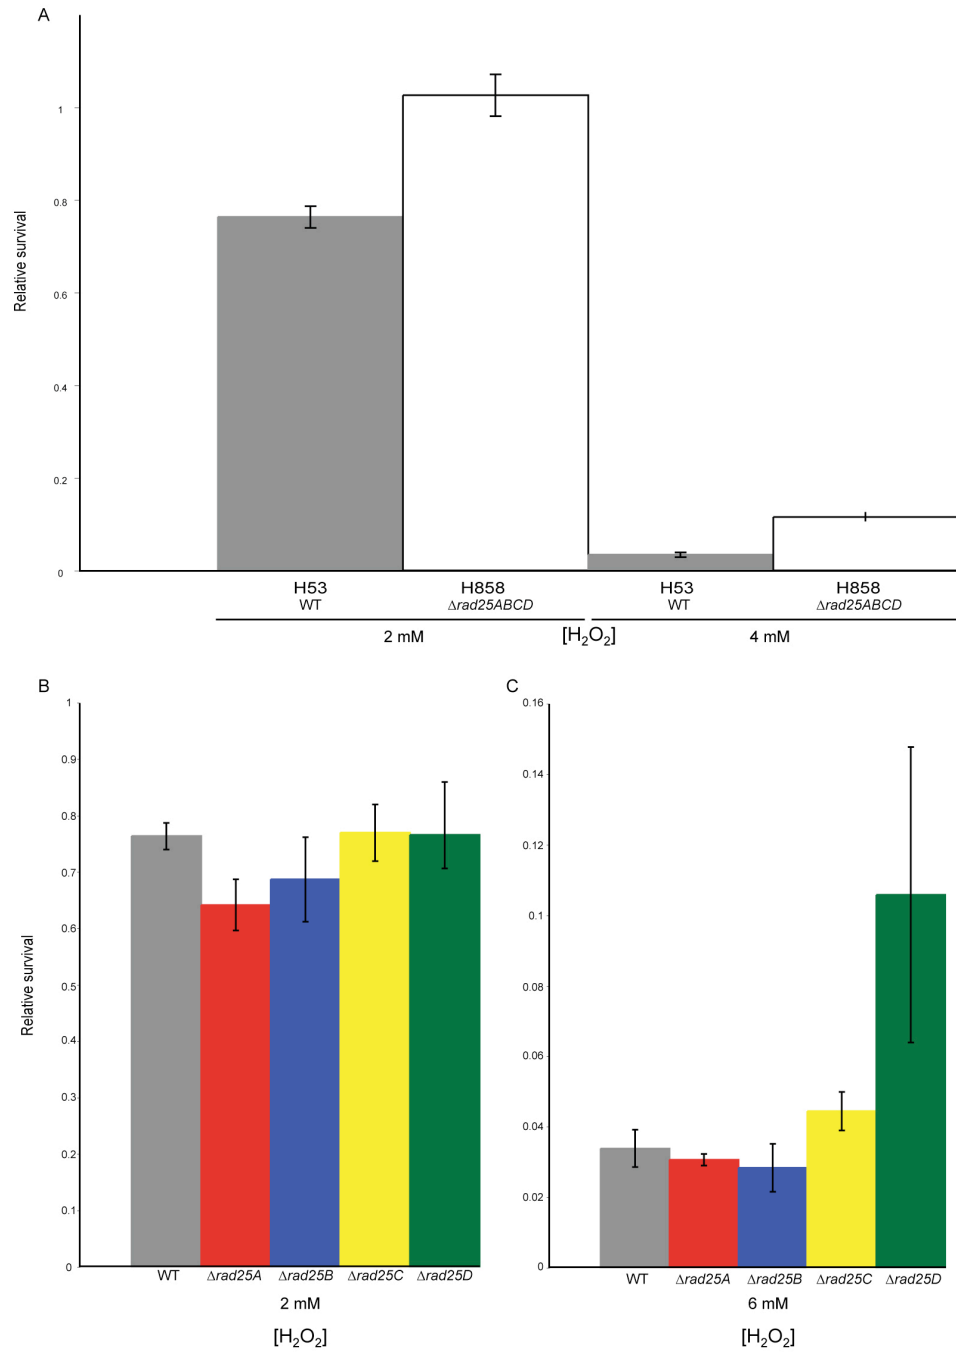 A
Relative survival
1
0.8
0.6
0.4
0.2
0
H53 H858 H53 H858
WT Δrad25ABCD WT Δrad25ABCD
2 mM [H₂O₂] 4 mM
B
Relative survival
1
0.9
0.8
0.7
0.6
0.5
0.4
0.3
0.2
0.1
0
WT Δrad25A Δrad25B Δrad25C Δrad25D
2 mM
[H₂O₂]
C
0.16
0.14
0.12
0.1
0.08
0.06
0.04
0.02
0
WT Δrad25A Δrad25B Δrad25C Δrad25D
6 mM
[H₂O₂]